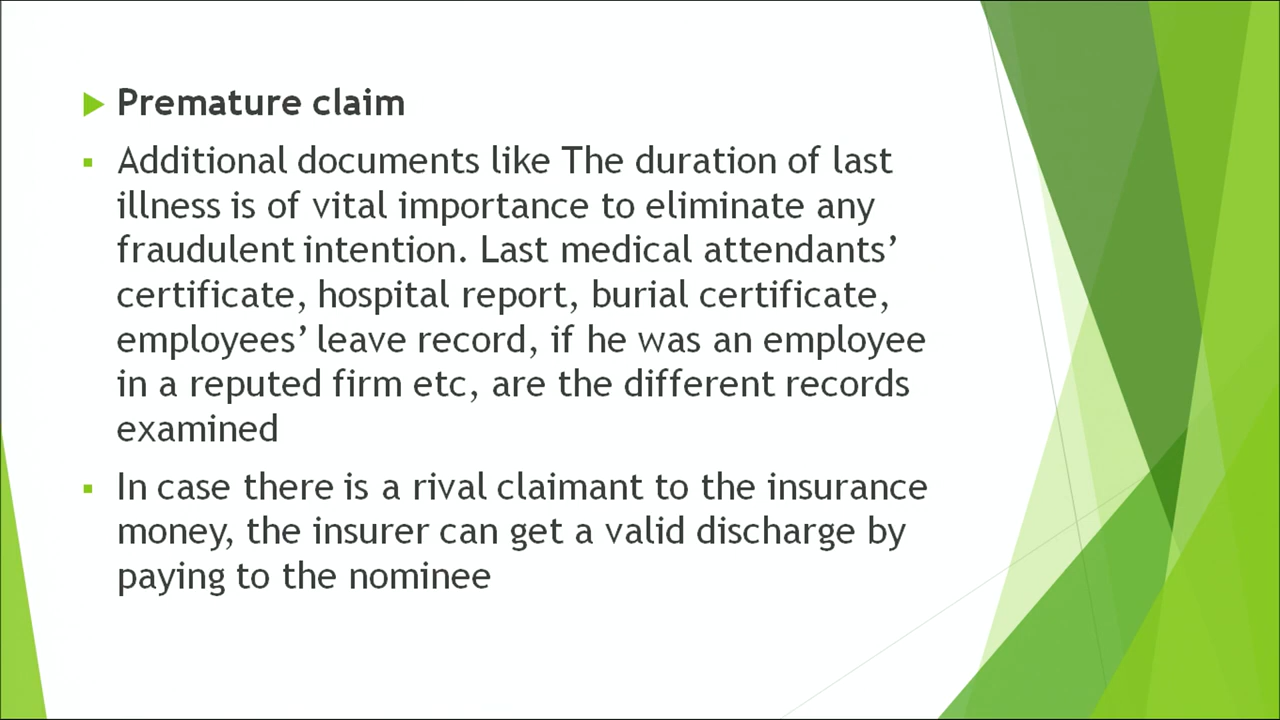 Premature claim
Additional documents like The duration of last
illness is of vital importance to eliminate any
fraudulent intention. Last medical attendants’
certificate, hospital report, burial certificate,
employees’ leave record, if he was an employee
in a reputed firm etc, are the different records
examined
In case there is a rival claimant to the insurance
money, the insurer can get a valid discharge by
paying to the nominee